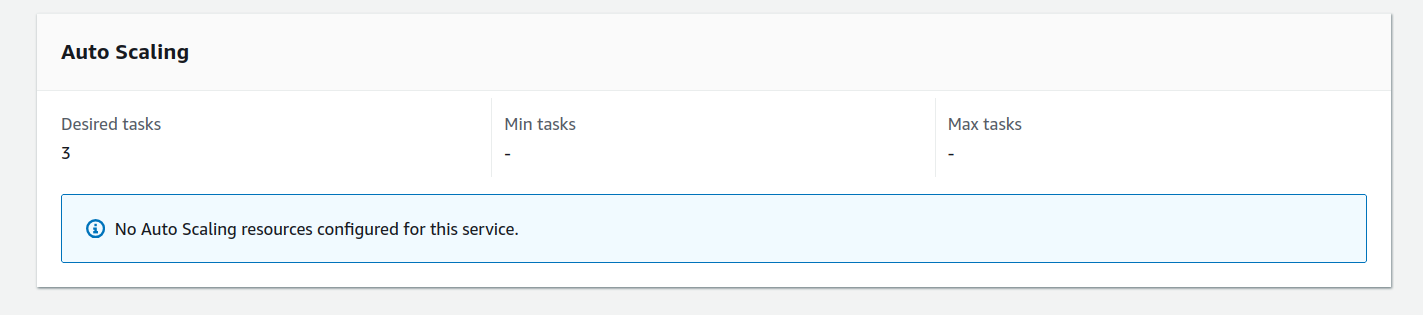 Auto Scaling
Desired tasks
3
Min tasks
-
Max tasks
-
No Auto Scaling resources configured for this service.